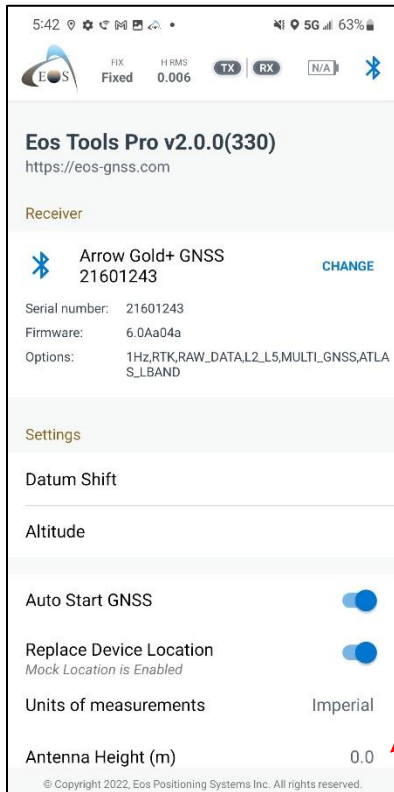 5:42 63%
5G
FIX H RMS
EOS Fixed 0.006 TX RX N/A
Eos Tools Pro v2.0.0(330)
https://eos-gnss.com
Receiver
Arrow Gold+ GNSS
21601243 CHANGE
Serial number: 21601243
Firmware: 6.0Aa04a
Options: 1Hz,RTK,RAW_DATA,L2_L5,MULTI_GNSS,ATLA
S_LBAND
Settings
Datum Shift
Altitude
Auto Start GNSS
Replace Device Location
Mock Location is Enabled
Units of measurements Imperial
Antenna Height (m) 0.0
© Copyright 2022, Eos Positioning Systems Inc. All rights reserved.